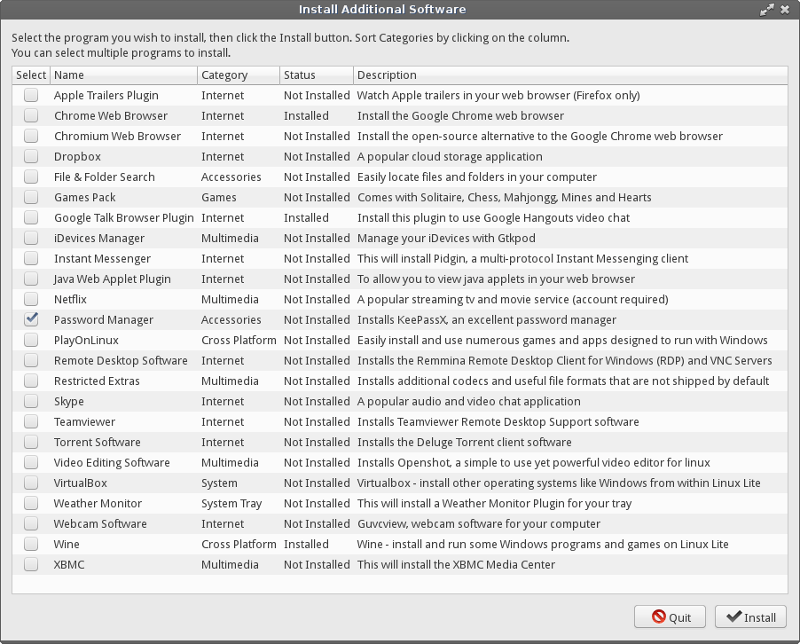 Install Additional Software
Select the program you wish to install, then click the Install button. Sort Categories by clicking on the column.
You can select multiple programs to install.
Select Name Category Status Description
Apple Trailers Plugin Internet Not Installed Watch Apple trailers in your web browser (Firefox only)
Chrome Web Browser Internet Installed Install the Google Chrome web browser
Chromium Web Browser Internet Not Installed Install the open-source alternative to the Google Chrome web browser
Dropbox Internet Not Installed A popular cloud storage application
File & Folder Search Accessories Not Installed Easily locate files and folders in your computer
Games Pack Games Not Installed Comes with Solitaire, Chess, Mahjongg, Mines and Hearts
Google Talk Browser Plugin Internet Installed Install this plugin to use Google Hangouts video chat
iDevices Manager Multimedia Not Installed Manage your iDevices with Gtkpod
Instant Messenger Internet Not Installed This will install Pidgin, a multi-protocol Instant Messenging client
Java Web Applet Plugin Internet Not Installed To allow you to view java applets in your web browser
Netflix Multimedia Not Installed A popular streaming tv and movie service (account required)
Password Manager Accessories Not Installed Installs KeePassX, an excellent password manager
PlayOnLinux Cross Platform Not Installed Easily install and use numerous games and apps designed to run with Windows
Remote Desktop Software Internet Not Installed Installs the Remmina Remote Desktop Client for Windows (RDP) and VNC Servers
Restricted Extras Multimedia Not Installed Installs additional codecs and useful file formats that are not shipped by default
Skype Internet Not Installed A popular audio and video chat application
Teamviewer Internet Not Installed Installs Teamviewer Remote Desktop Support software
Torrent Software Internet Not Installed Installs the Deluge Torrent client software
Video Editing Software Multimedia Not Installed Installs Openshot, a simple to use yet powerful video editor for linux
VirtualBox System Not Installed Virtualbox - install other operating systems like Windows from within Linux Lite
Weather Monitor System Tray Not Installed This will install a Weather Monitor Plugin for your tray
Webcam Software Internet Not Installed Guvcview, webcam software for your computer
Wine Cross Platform Installed Wine - install and run some Windows programs and games on Linux Lite
XBMC Multimedia Not Installed This will install the XBMC Media Center
Quit Install